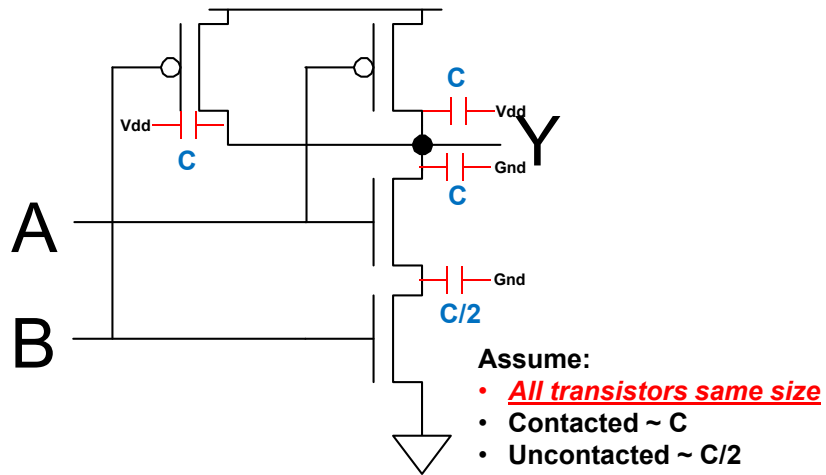 C
Vdd
Vdd
C
Y
Gnd
C
A
Gnd
C/2
B
Assume:
• All transistors same size
• Contacted ~ C
• Uncontacted ~ C/2